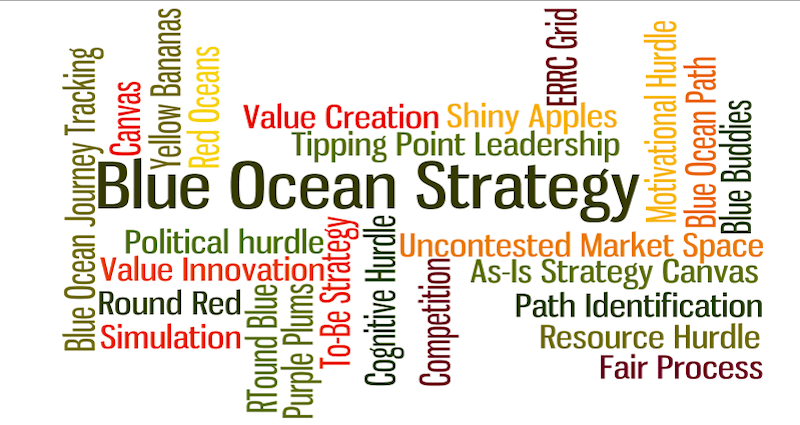 Blue Ocean Journey Tracking
Canvas
Yellow Bananas
Red Oceans
Value Creation
Shiny Apples
ERRC Grid
Motivational Hurdle
Blue Ocean Path
Blue Buddies
Tipping Point Leadership
Blue Ocean Strategy
Political hurdle
Value Innovation
Round Red
Simulation
RTound Blue
Purple Plums
To-Be Strategy
Cognitive Hurdle
Competition
Uncontested Market Space
As-Is Strategy Canvas
Path Identification
Resource Hurdle
Fair Process